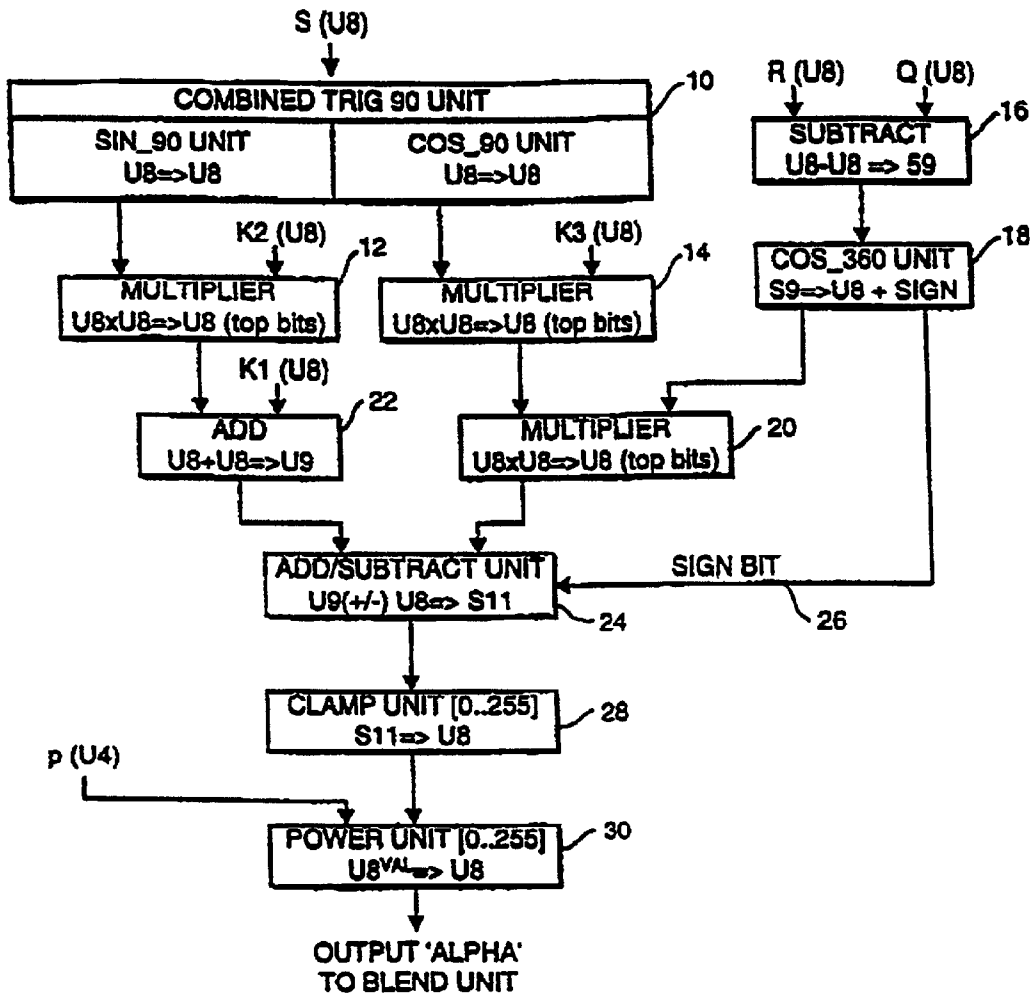 S (U8)
COMBINED TRIG 90 UNIT
10
SIN_90 UNIT
U8=>U8
COS_90 UNIT
U8=>U8
R (U8)
Q (U8)
16
SUBTRACT
U8-U8 => 59
K2 (U8)
12
MULTIPLIER
U8xU8=>U8 (top bits)
K3 (U8)
14
MULTIPLIER
U8xU8=>U8 (top bits)
18
COS_360 UNIT
S9=>U8 + SIGN
K1 (U8)
22
ADD
U8+U8=>U9
20
MULTIPLIER
U8xU8=>U8 (top bits)
ADD/SUBTRACT UNIT
U9(+/-) U8=> S11
24
SIGN BIT
26
CLAMP UNIT [0..255]
S11=> U8
28
p (U4)
POWER UNIT [0..255]
U8^VAL=> U8
30
OUTPUT 'ALPHA'
TO BLEND UNIT